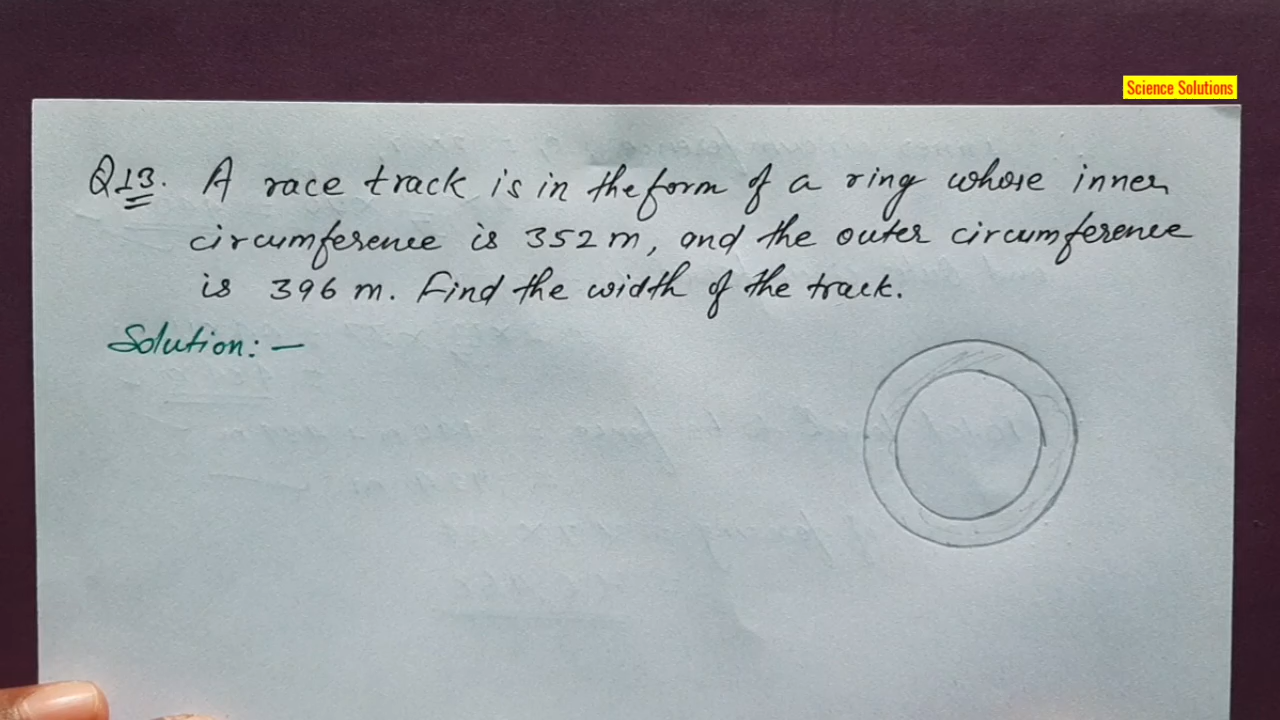 Science Solutions
Q13. A race track is in the form of a ring whose inner
circumference is 352 m, and the outer circumference
is 396 m. Find the width of the track.
Solution: —